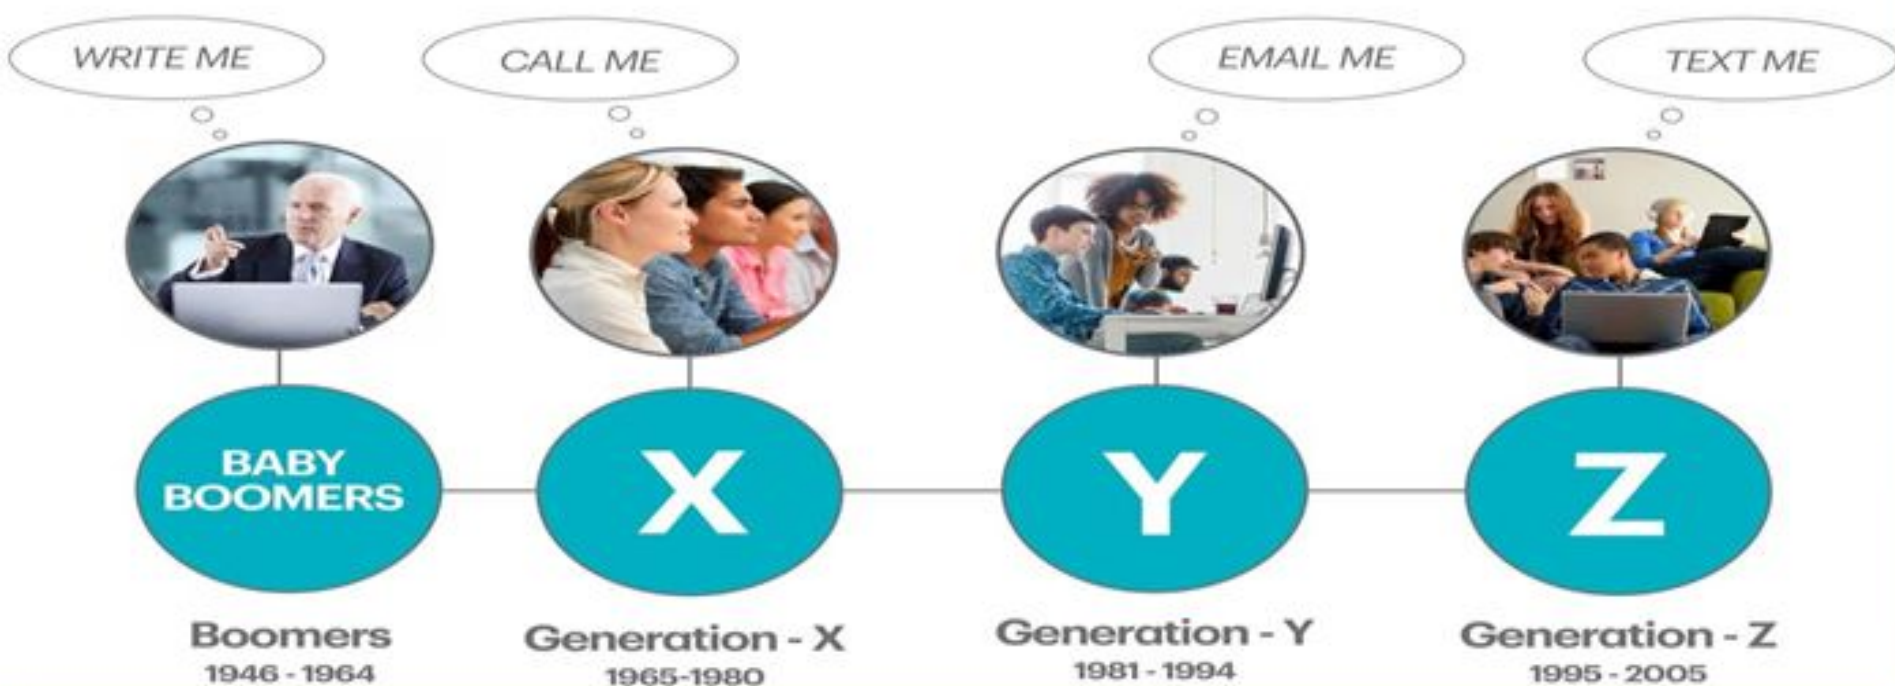 WRITE ME
CALL ME
EMAIL ME
TEXT ME
BABY
BOOMERS
X
Y
Z
Boomers
1946 - 1964
Generation - X
1965-1980
Generation - Y
1981 - 1994
Generation - Z
1995 - 2005